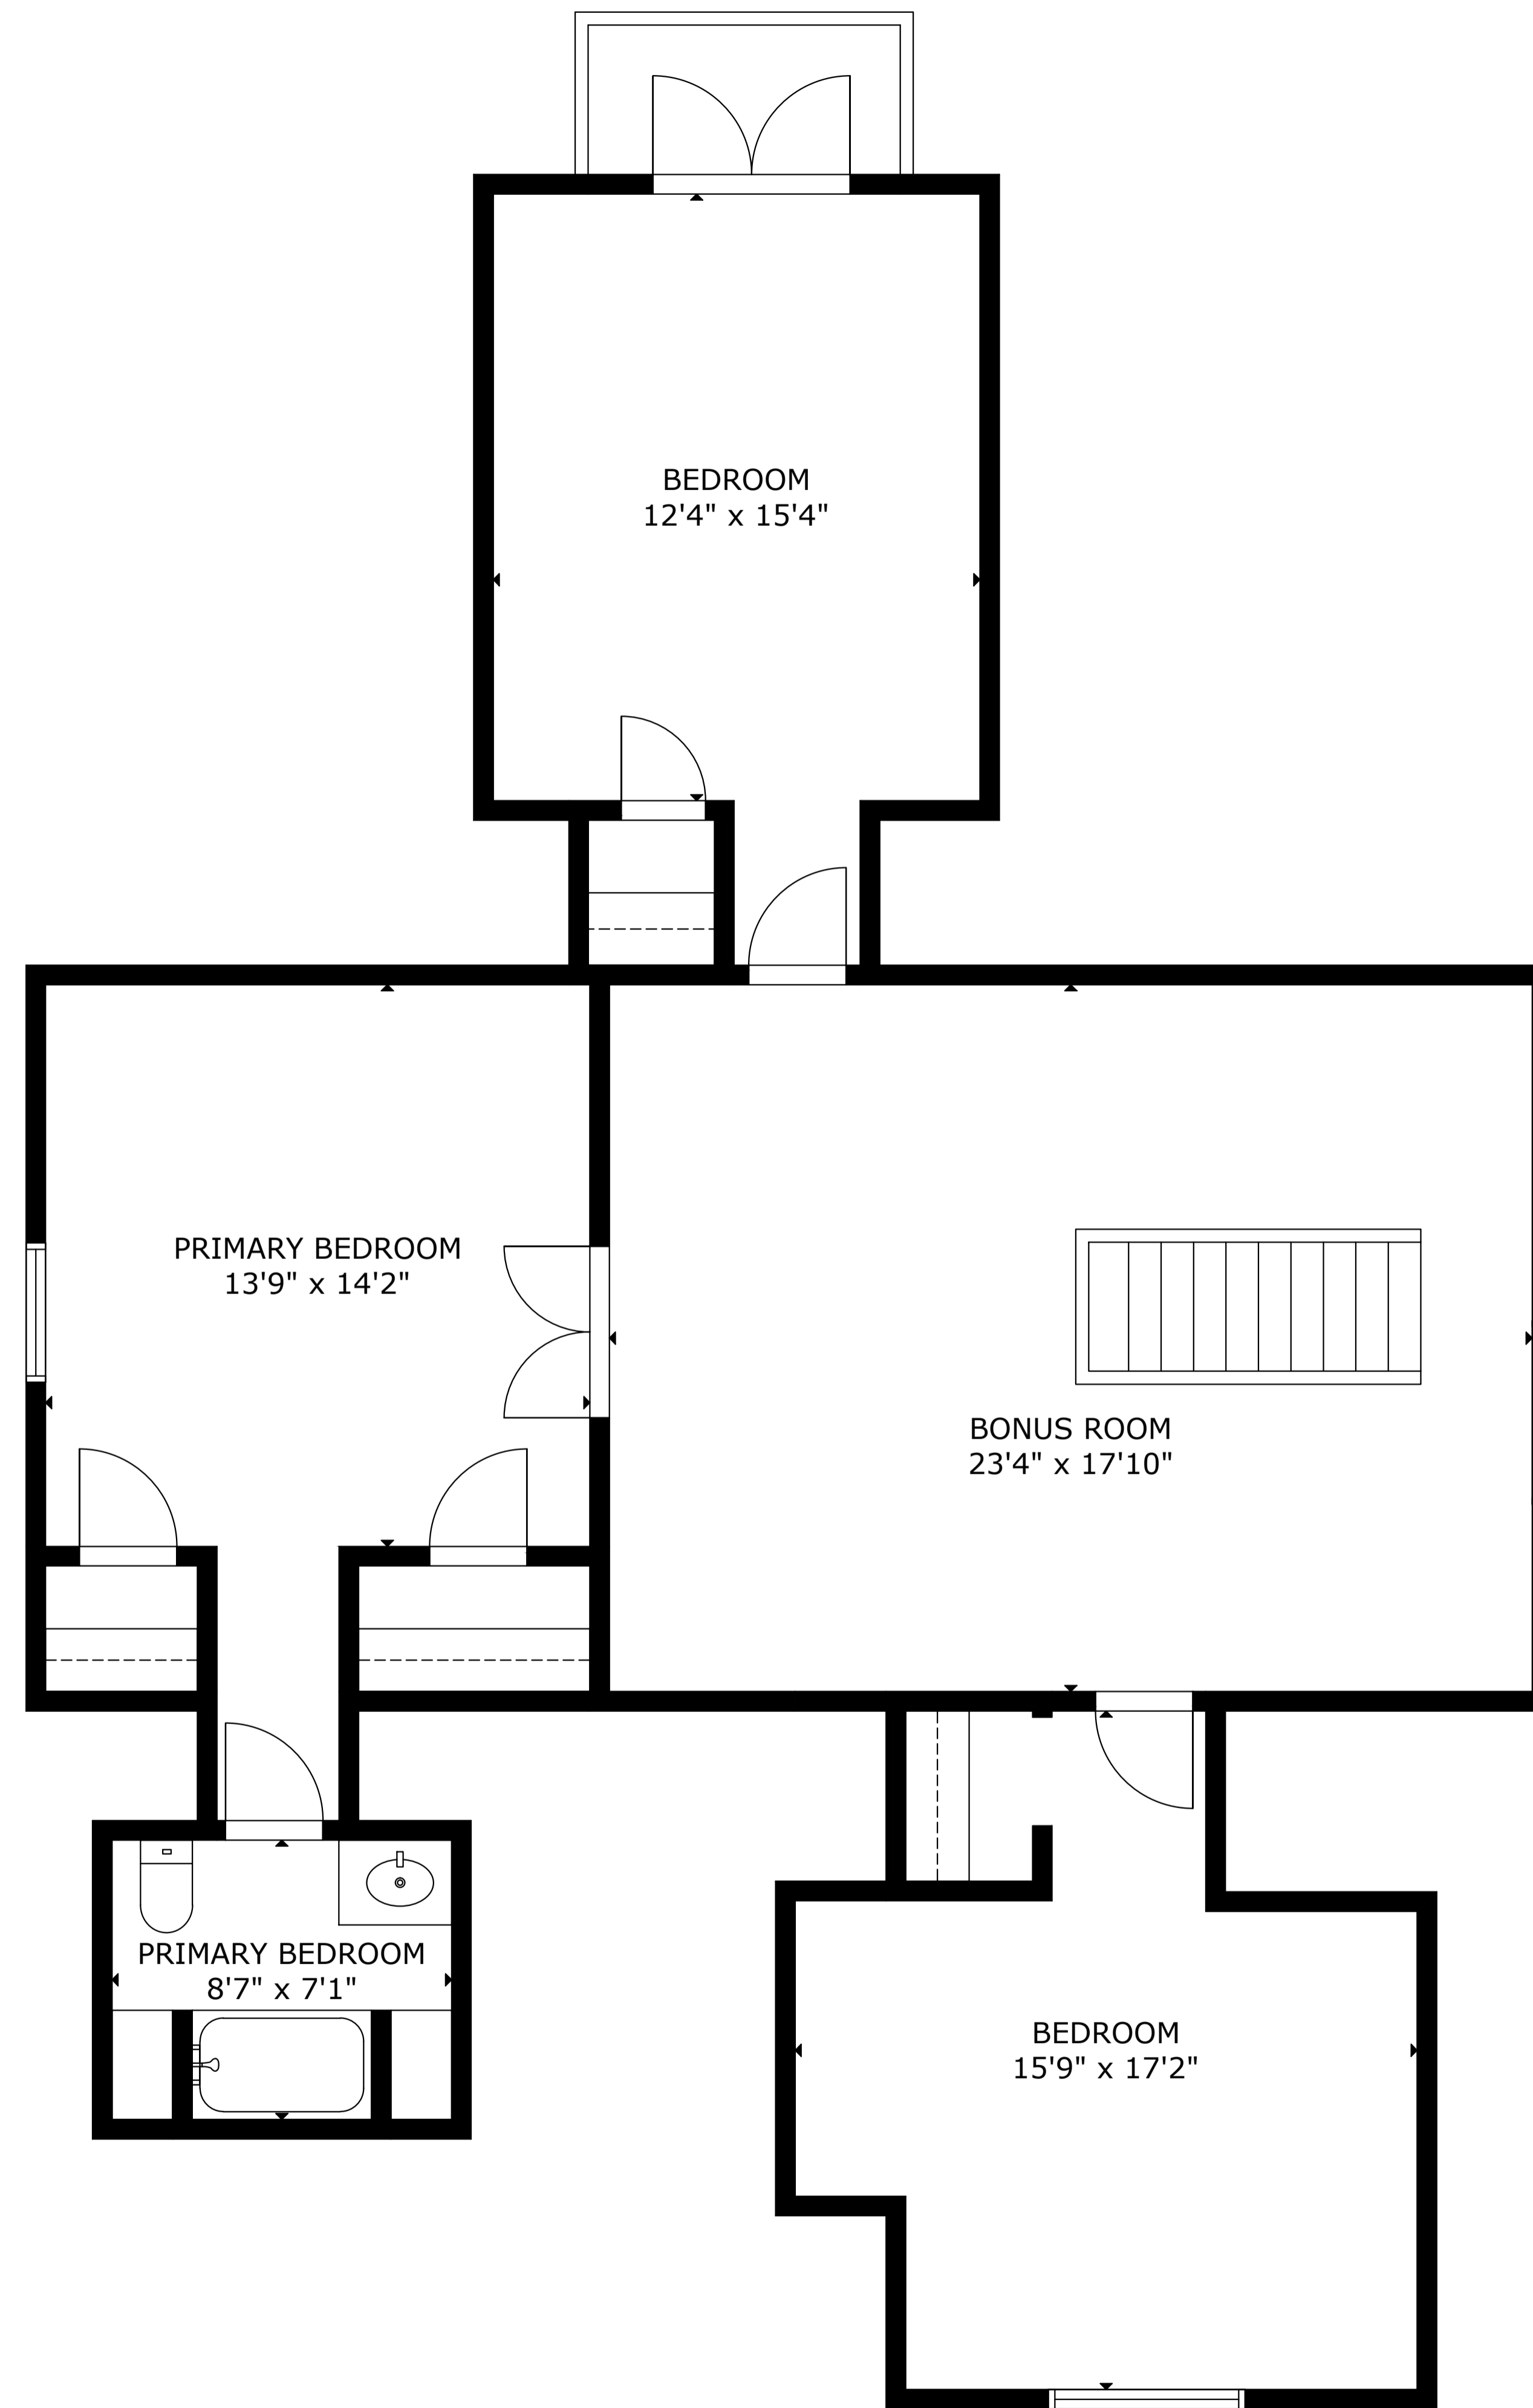 BEDROOM
12'4" x 15'4"
PRIMARY BEDROOM
13'9" x 14'2"
BONUS ROOM
23'4" x 17'10"
PRIMARY BEDROOM
8'7" x 7'1"
BEDROOM
15'9" x 17'2"